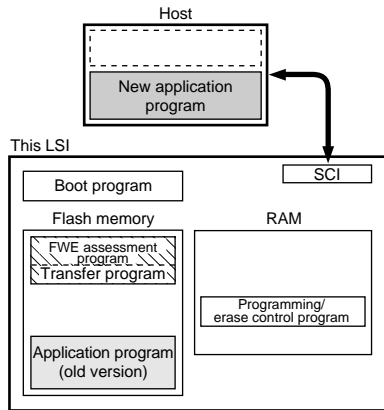 Host
New application
program
This LSI
SCI
Boot program
Flash memory
RAM
FWE assessment
program
Transfer program
Programming/
erase control program
Application program
(old version)